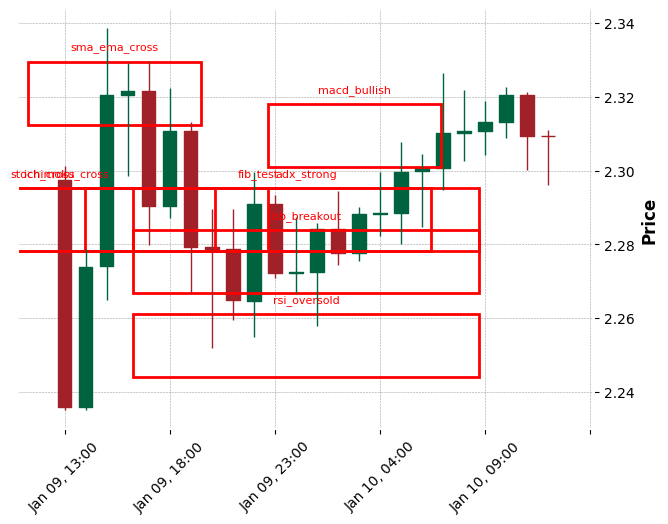 sma_ema_cross
macd_bullish
fib_test
adx_strong
rsi_oversold
2.34
2.32
2.30
2.28
2.26
2.24
Price
Jan 09, 13:00
Jan 09, 18:00
Jan 09, 23:00
Jan 10, 04:00
Jan 10, 09:00